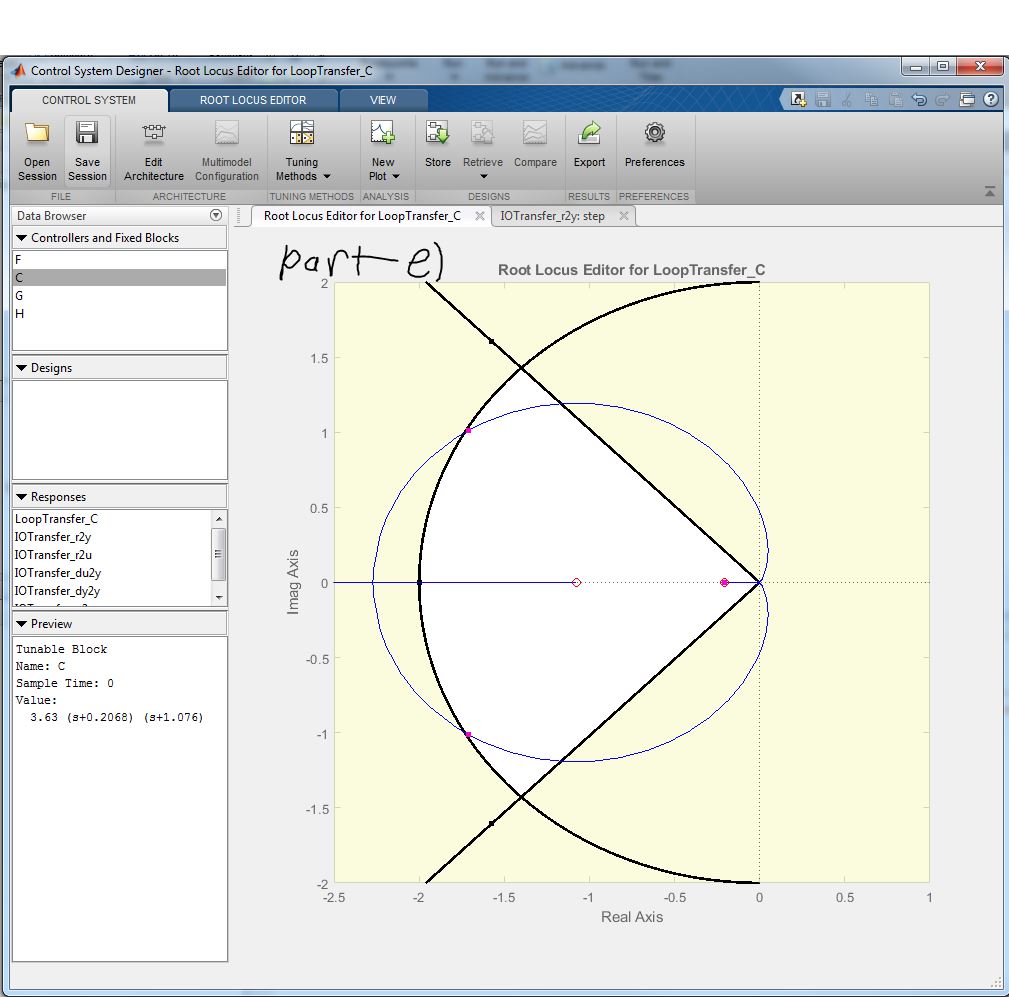 Control System Designer - Root Locus Editor for LoopTransfer_C
CONTROL SYSTEM
ROOT LOCUS EDITOR
VIEW
Open Session
Save Session
Edit Architecture
Multimodel Configuration
Tuning Methods
New Plot
Store
Retrieve
Compare
Export
Preferences
FILE
ARCHITECTURE
TUNING METHODS
ANALYSIS
DESIGNS
RESULTS
PREFERENCES
Data Browser
Root Locus Editor for LoopTransfer_C
IOTransfer_r2y: step
Controllers and Fixed Blocks
F
C
G
H
Designs
Responses
LoopTransfer_C
IOTransfer_r2y
IOTransfer_r2u
IOTransfer_du2y
IOTransfer_dy2y
Preview
Tunable Block
Name: C
Sample Time: 0
Value:
3.63 (s+0.2068) (s+1.076)
part e)
Root Locus Editor for LoopTransfer_C
2
1.5
1
0.5
0
-0.5
-1
-1.5
-2
Imag Axis
-2.5 -2 -1.5 -1 -0.5 0 0.5 1
Real Axis